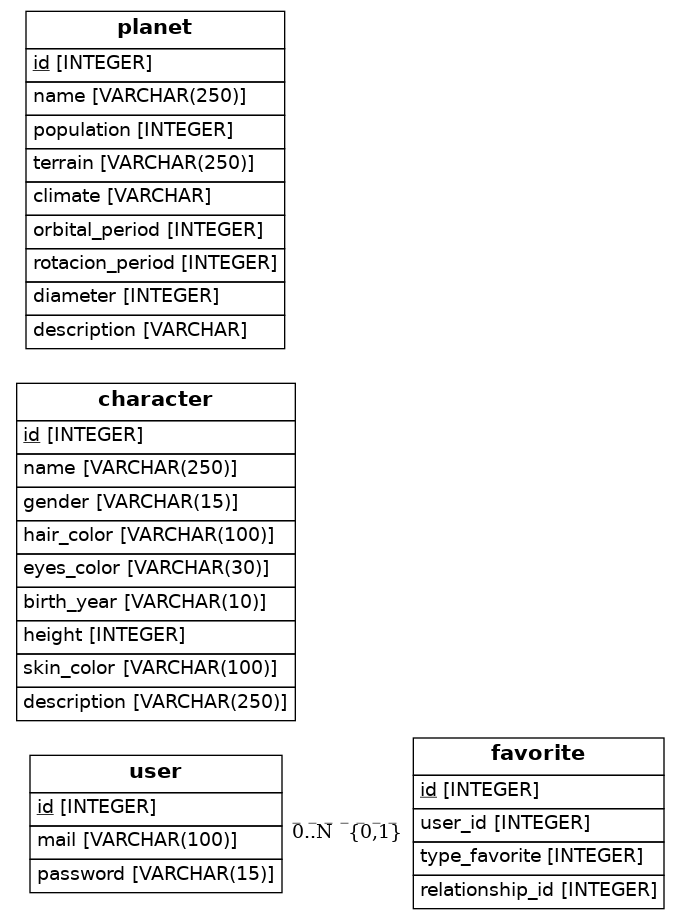 planet
id [INTEGER]
name [VARCHAR(250)]
population [INTEGER]
terrain [VARCHAR(250)]
climate [VARCHAR]
orbital_period [INTEGER]
rotacion_period [INTEGER]
diameter [INTEGER]
description [VARCHAR]
character
id [INTEGER]
name [VARCHAR(250)]
gender [VARCHAR(15)]
hair_color [VARCHAR(100)]
eyes_color [VARCHAR(30)]
birth_year [VARCHAR(10)]
height [INTEGER]
skin_color [VARCHAR(100)]
description [VARCHAR(250)]
user
id [INTEGER]
mail [VARCHAR(100)]
password [VARCHAR(15)]
0..N {0,1}
favorite
id [INTEGER]
user_id [INTEGER]
type_favorite [INTEGER]
relationship_id [INTEGER]